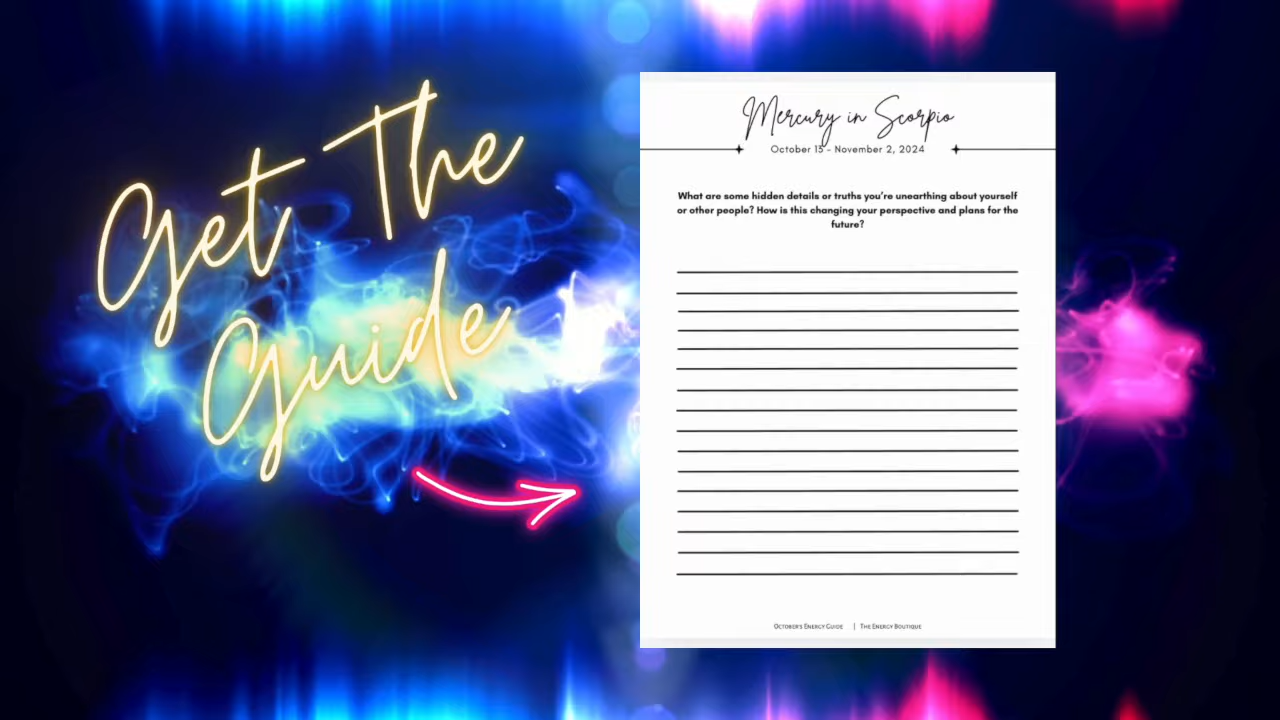 Get The
Guide
Mercury in Scorpio
October 15 - November 2, 2024
What are some hidden details or truths you're unearthing about yourself
or other people? How is this changing your perspective and plans for the
future?
October's Energy Guide | The Energy Boutique